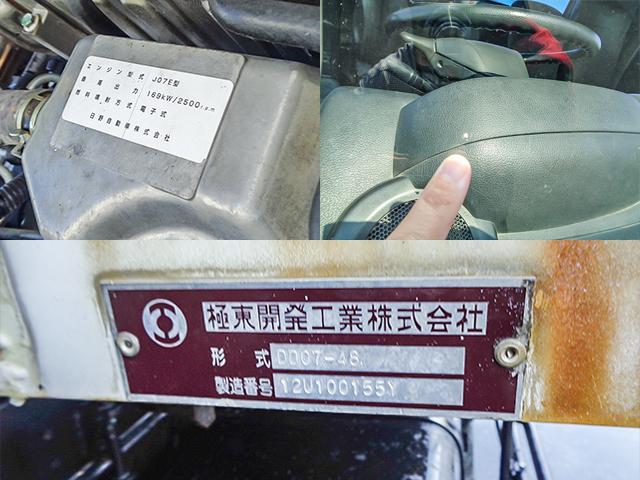 エンジン型式 J07E型
最高出力 169kW/2500r.p.m
燃料噴射方式 電子式
日野自動車株式会社
極東開発工業株式会社
形式 DD07-48
製造番号 12U100155Y